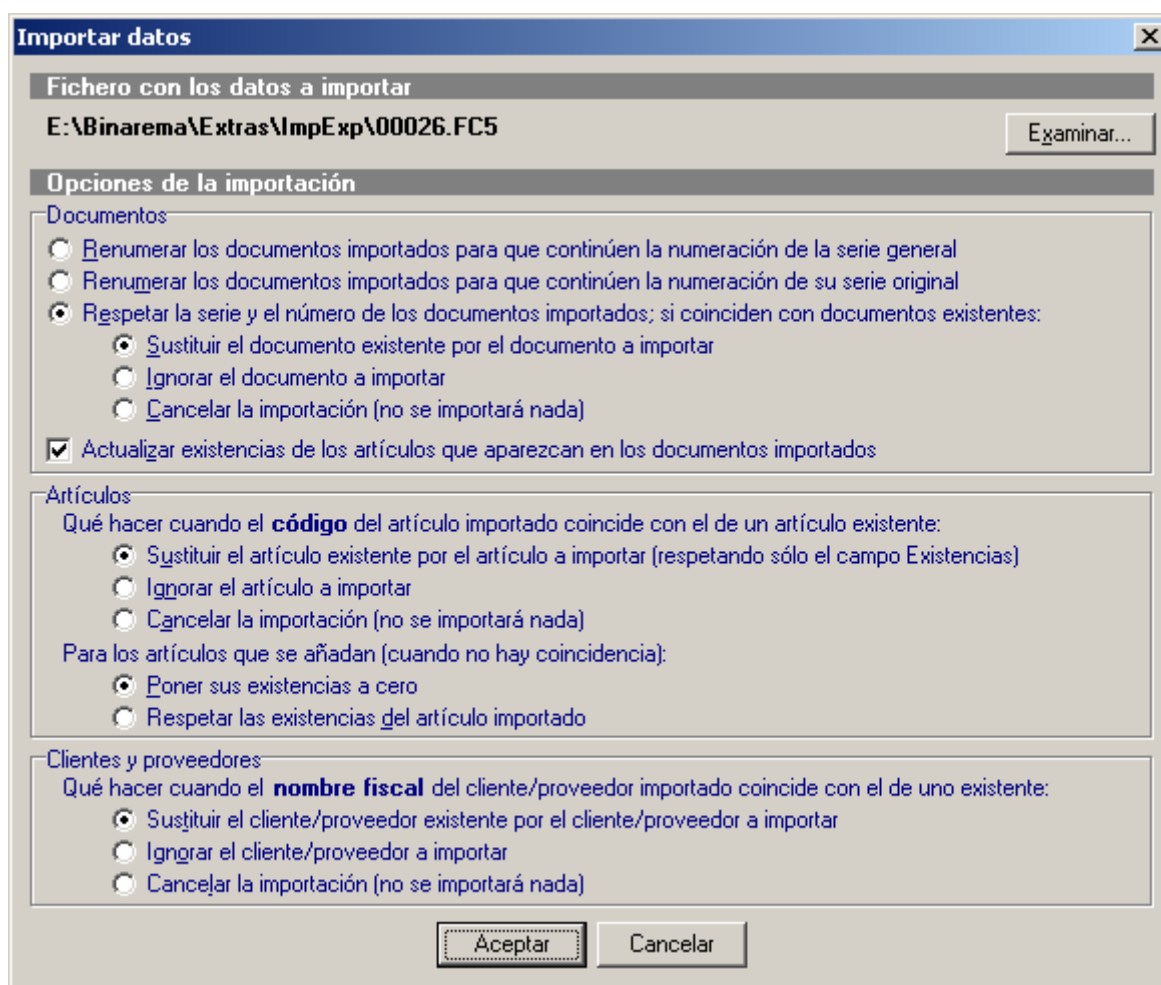 Importar datos
Fichero con los datos a importar
E:\Binarema\Extras\ImpExp\00026.FC5
Examinar...
Opciones de la importación
Documentos
Renumerar los documentos importados para que continúen la numeración de la serie general
Renumerar los documentos importados para que continúen la numeración de su serie original
Respetar la serie y el número de los documentos importados; si coinciden con documentos existentes:
Sustituir el documento existente por el documento a importar
Ignorar el documento a importar
Cancelar la importación (no se importará nada)
Actualizar existencias de los artículos que aparezcan en los documentos importados
Artículos
Qué hacer cuando el código del artículo importado coincide con el de un artículo existente:
Sustituir el artículo existente por el artículo a importar (respetando sólo el campo Existencias)
Ignorar el artículo a importar
Cancelar la importación (no se importará nada)
Para los artículos que se añadan (cuando no hay coincidencia):
Poner sus existencias a cero
Respetar las existencias del artículo importado
Clientes y proveedores
Qué hacer cuando el nombre fiscal del cliente/proveedor importado coincide con el de uno existente:
Sustituir el cliente/proveedor existente por el cliente/proveedor a importar
Ignorar el cliente/proveedor a importar
Cancelar la importación (no se importará nada)
Aceptar
Cancelar